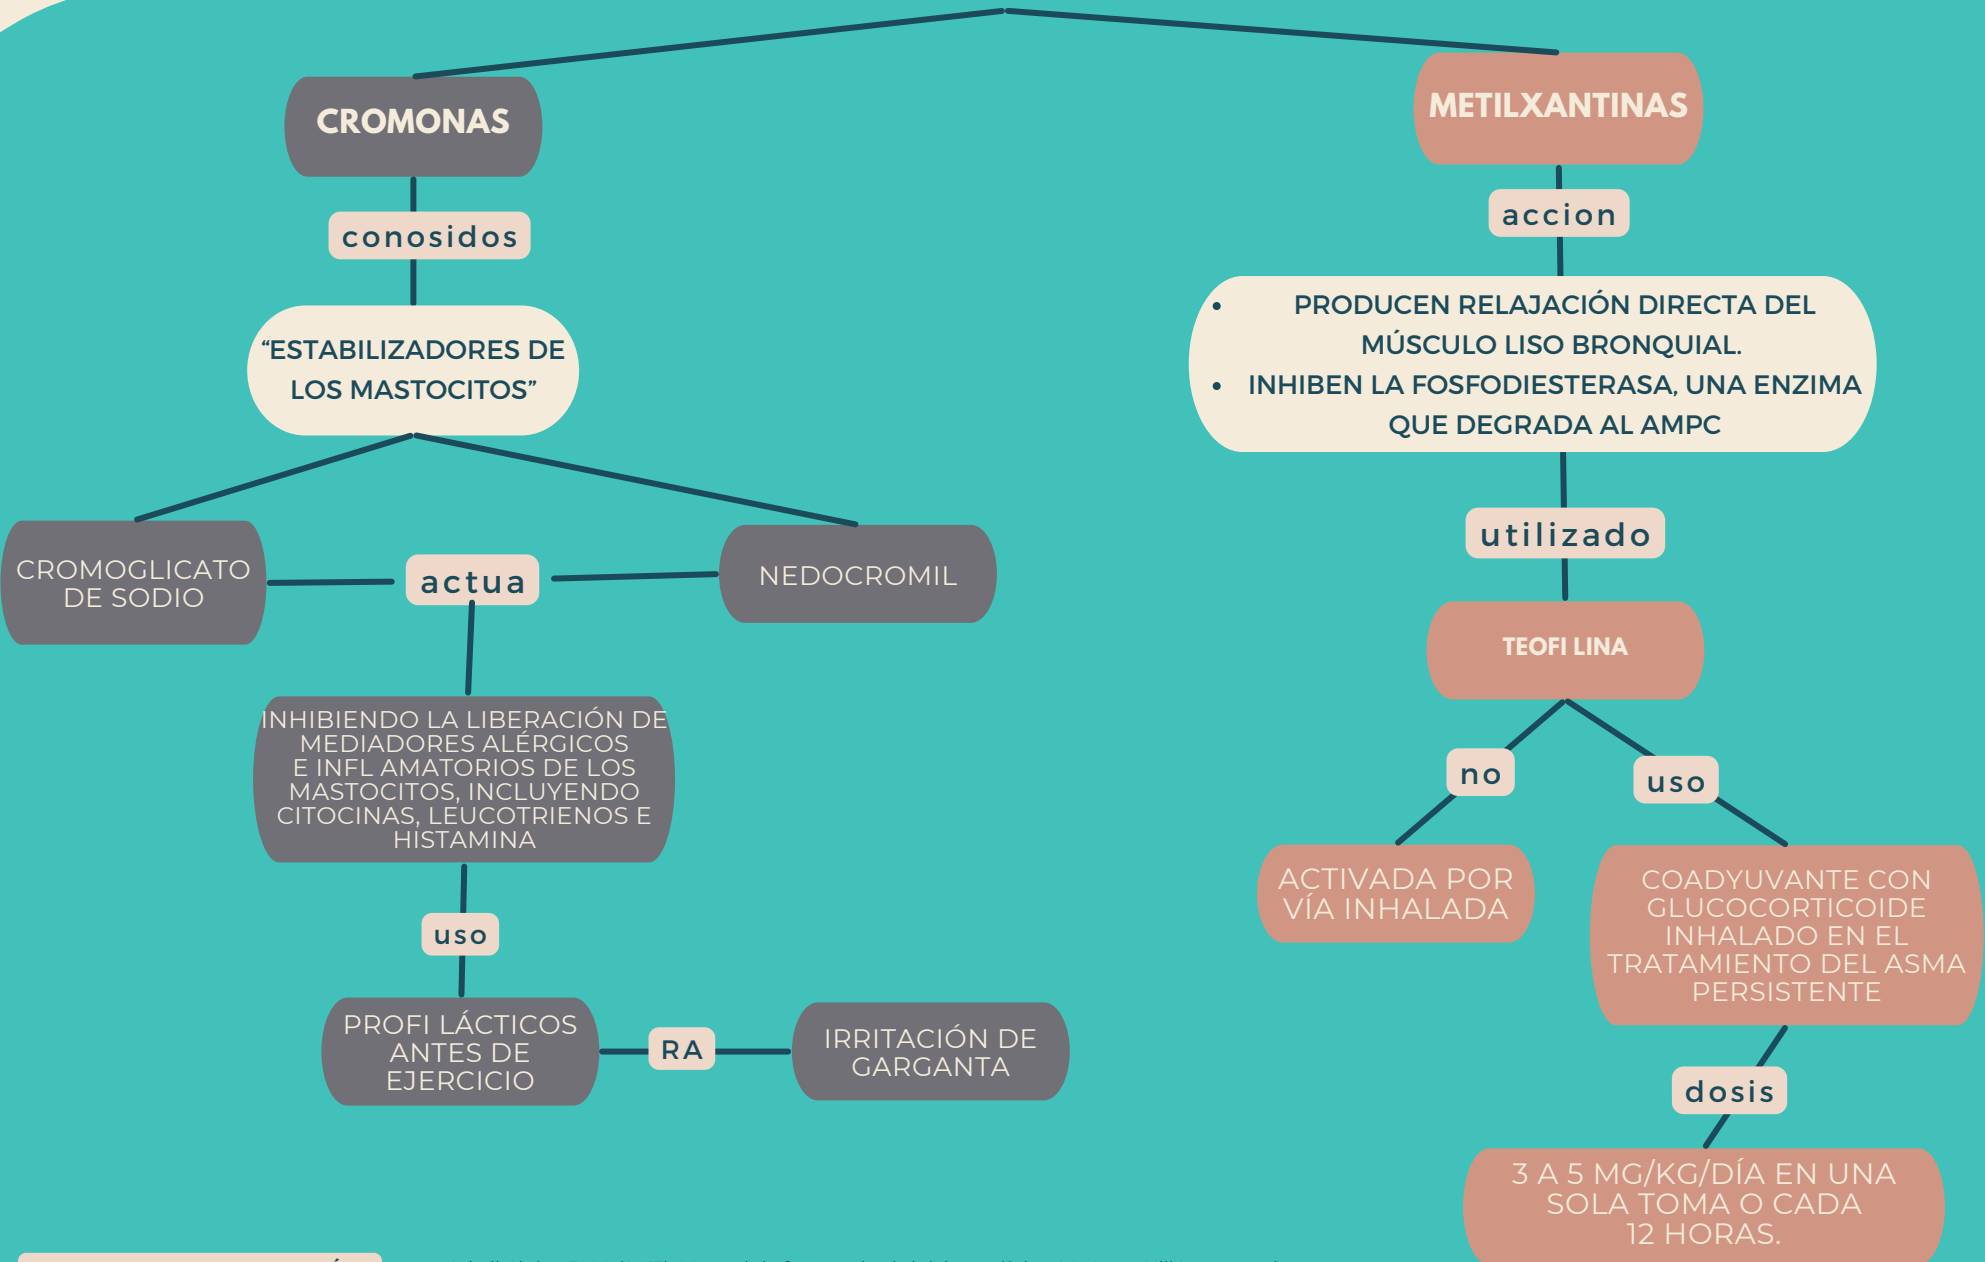 CROMONAS
conosidos
“ESTABILIZADORES DE
LOS MASTOCITOS”
CROMOGLICATO
DE SODIO
actua
NEDOCROMIL
INHIBIENDO LA LIBERACIÓN DE
MEDIADORES ALÉRGICOS
E INFL AMATORIOS DE LOS
MASTOCITOS, INCLUYENDO
CITOCINAS, LEUCOTRIENOS E
HISTAMINA
uso
PROFI LÁCTICOS
ANTES DE
EJERCICIO
RA
IRRITACIÓN DE
GARGANTA
METILXANTINAS
accion
• PRODUCEN RELAJACIÓN DIRECTA DEL
MÚSCULO LISO BRONQUIAL.
• INHIBEN LA FOSFODIESTERASA, UNA ENZIMA
QUE DEGRADA AL AMPC
utilizado
TEOFI LINA
no
ACTIVADA POR
VÍA INHALADA
uso
COADYUVANTE CON
GLUCOCORTICOIDE
INHALADO EN EL
TRATAMIENTO DEL ASMA
PERSISTENTE
dosis
3 A 5 MG/KG/DÍA EN UNA
SOLA TOMA O CADA
12 HORAS.